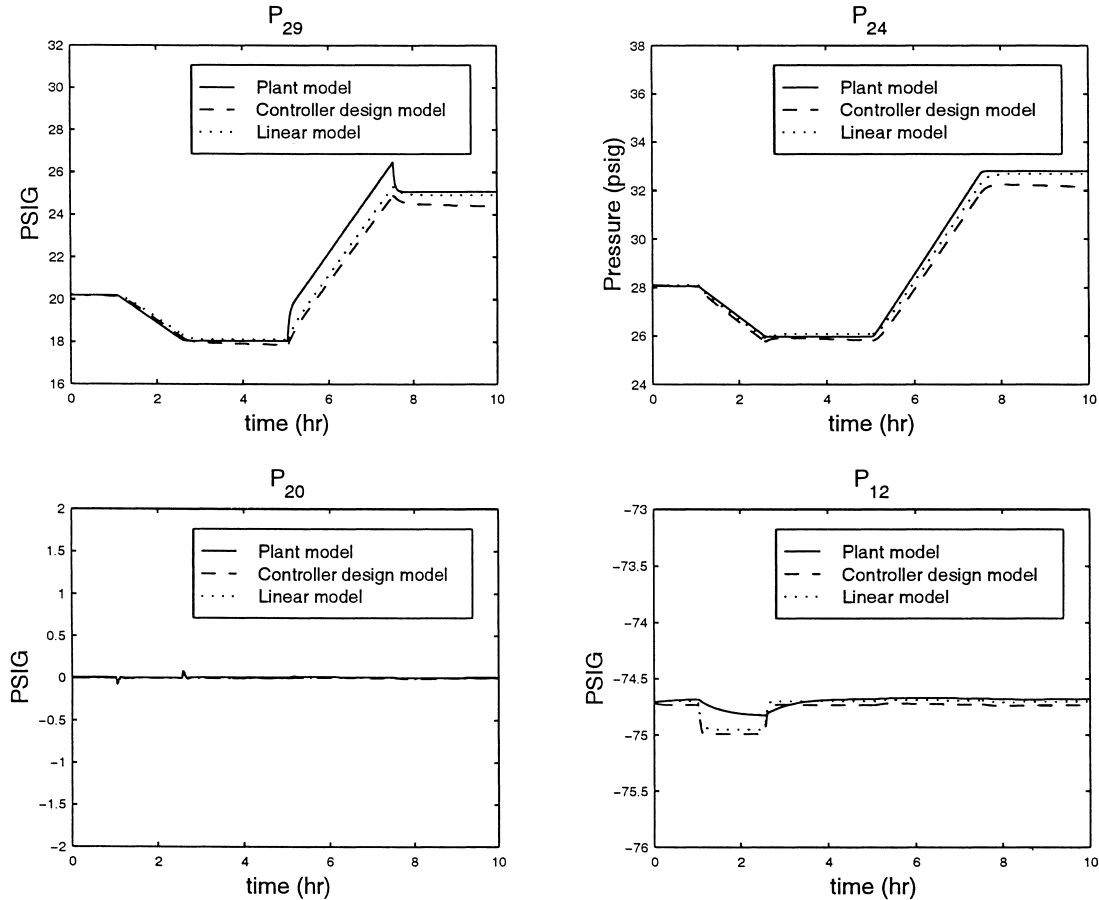 P29
32
30
28
26
24
22
20
18
16
PSIG
Plant model
Controller design model
Linear model
0 2 4 6 8 10
time (hr)
P24
38
36
34
32
30
28
26
24
Pressure (psig)
Plant model
Controller design model
Linear model
0 2 4 6 8 10
time (hr)
P20
2
1.5
1
0.5
0
−0.5
−1
−1.5
−2
PSIG
Plant model
Controller design model
Linear model
0 2 4 6 8 10
time (hr)
P12
−73
−73.5
−74
−74.5
−75
−75.5
−76
PSIG
Plant model
Controller design model
Linear model
0 2 4 6 8 10
time (hr)